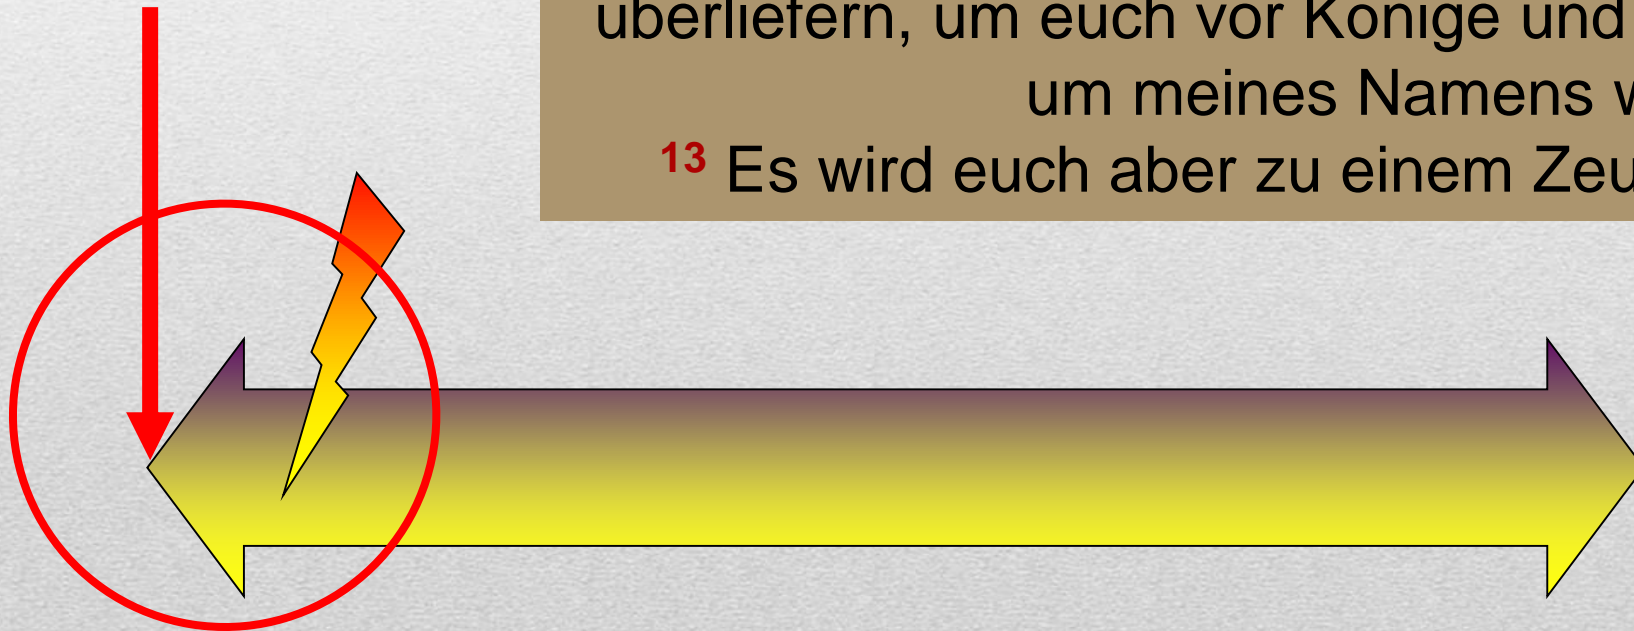 überliefern, um euch vor Könige und
um meines Namens
13 Es wird euch aber zu einem